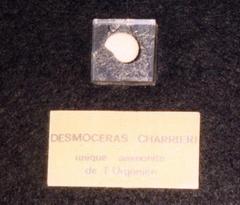 DESMOCERAS CHARRIERI
unique ammonite
de l'Urgonien